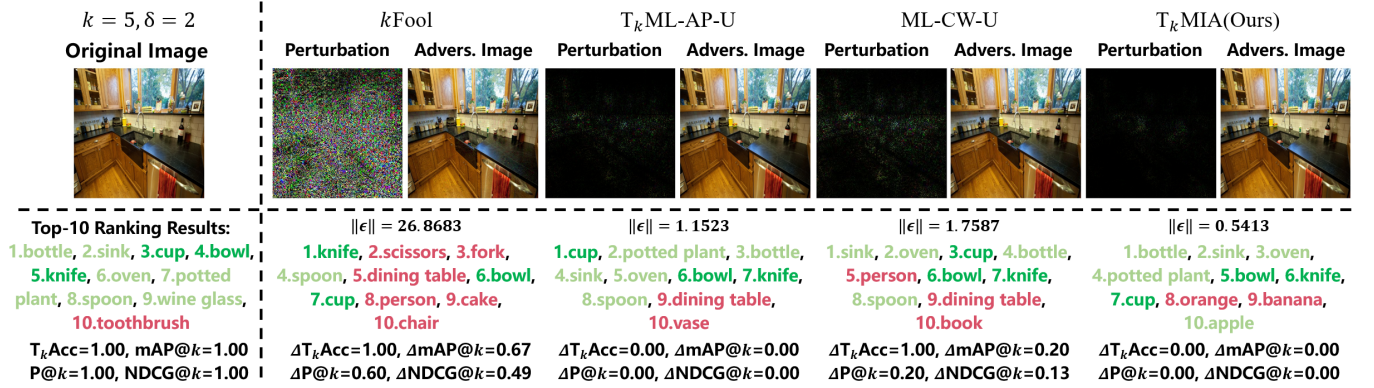 k = 5, δ = 2
Original Image
kFool
Perturbation Advers. Image
TkML-AP-U
Perturbation Advers. Image
ML-CW-U
Perturbation Advers. Image
TkMIA(Ours)
Perturbation Advers. Image
Top-10 Ranking Results:
1.bottle, 2.sink, 3.cup, 4.bowl,
5.knife, 6.oven, 7.potted
plant, 8.spoon, 9.wine glass,
10.toothbrush
TkAcc=1.00, mAP@k=1.00
P@k=1.00, NDCG@k=1.00
‖ϵ‖ = 26.8683
1.knife, 2.scissors, 3.fork,
4.spoon, 5.dining table, 6.bowl,
7.cup, 8.person, 9.cake,
10.chair
ΔTkAcc=1.00, ΔmAP@k=0.67
ΔP@k=0.60, ΔNDCG@k=0.49
‖ϵ‖ = 1.1523
1.cup, 2.potted plant, 3.bottle,
4.sink, 5.oven, 6.bowl, 7.knife,
8.spoon, 9.dining table,
10.vase
ΔTkAcc=0.00, ΔmAP@k=0.00
ΔP@k=0.00, ΔNDCG@k=0.00
‖ϵ‖ = 1.7587
1.sink, 2.oven, 3.cup, 4.bottle,
5.person, 6.bowl, 7.knife,
8.spoon, 9.dining table,
10.book
ΔTkAcc=1.00, ΔmAP@k=0.20
ΔP@k=0.20, ΔNDCG@k=0.13
‖ϵ‖ = 0.5413
1.bottle, 2.sink, 3.oven,
4.potted plant, 5.bowl, 6.knife,
7.cup, 8.orange, 9.banana,
10.apple
ΔTkAcc=0.00, ΔmAP@k=0.00
ΔP@k=0.00, ΔNDCG@k=0.00